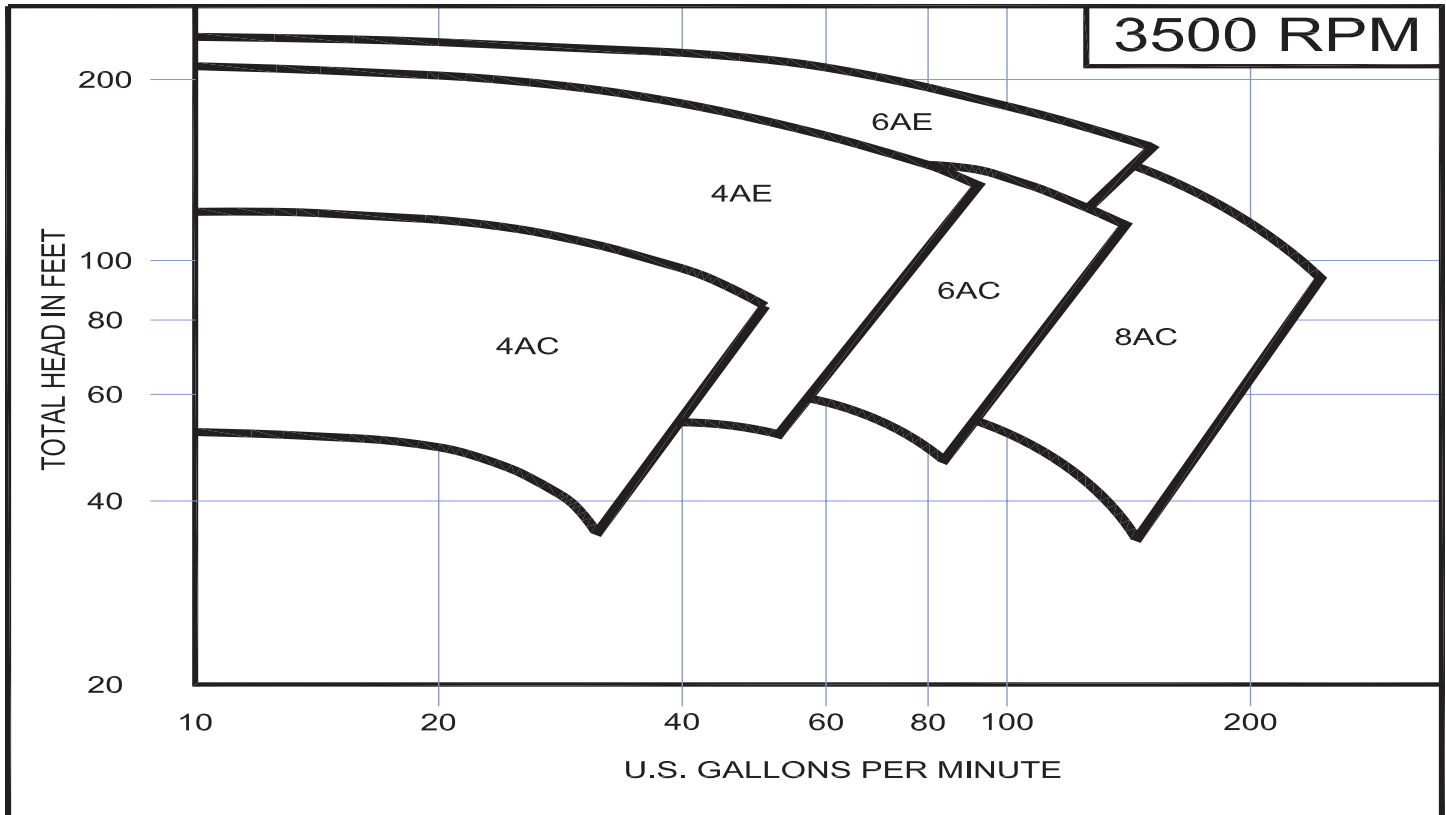 3500 RPM
200
6AE
4AE
TOTAL HEAD IN FEET
100
6AC
80
8AC
4AC
60
40
20
10 20 40 60 80 100 200
U.S. GALLONS PER MINUTE